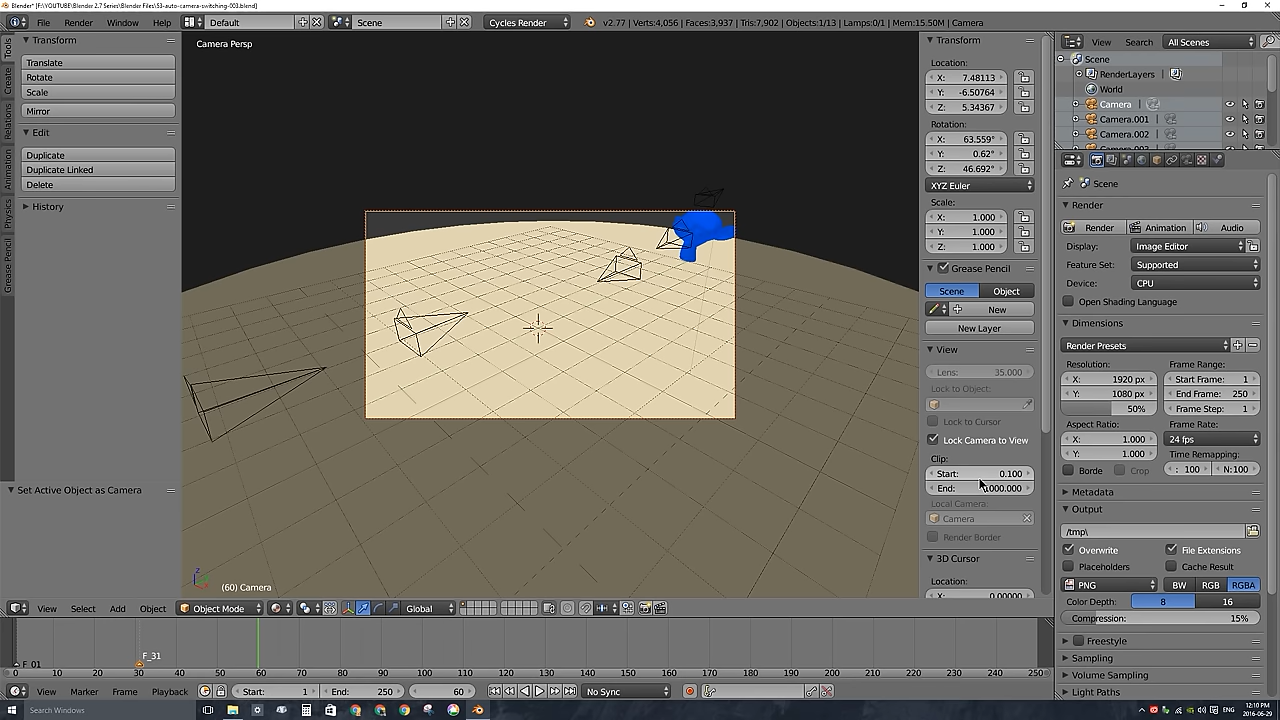 Blender* [F:\YOUTUBE\Blender 2.7 Series\53-auto-camera-switching-003.blend]
File Render Window Help Default Scene Cycles Render v2.77 | Verts:4,056 | Faces:3,937 | Tris:7,902 | Objects:1/13 | Lamps:0/1 | Mem:15.50M | Camera
Tools
Create
Relations
Animation
Physics
Grease Pencil
Transform
Translate
Rotate
Scale
Mirror
Edit
Duplicate
Duplicate Linked
Delete
History
Set Active Object as Camera
Camera Persp
(60) Camera
Transform
Location:
X: 7.48113
Y: -6.50764
Z: 5.34367
Rotation:
X: 63.559°
Y: 0.62°
Z: 46.692°
XYZ Euler
Scale:
X: 1.000
Y: 1.000
Z: 1.000
Grease Pencil
Scene Object
New
New Layer
View
Lens: 35.000
Lock to Object:
Lock to Cursor
Lock Camera to View
Clip:
Start: 0.100
End:
Local Camera:
Camera
Render Border
3D Cursor
Location:
X: 0.00000
View Search All Scenes
Scene
RenderLayers
World
Camera
Camera.001
Camera.002
Scene
Render
Render Animation Audio
Display: Image Editor
Feature Set: Supported
Device: CPU
Open Shading Language
Dimensions
Render Presets
Resolution: Frame Range:
X: 1920 px Start Frame: 1
Y: 1080 px End Frame: 250
50% Frame Step: 1
Aspect Ratio: Frame Rate:
X: 1.000 24 fps
Y: 1.000 Time Remapping:
Borde Crop : 100 N:100
Metadata
Output
/tmp\
Overwrite File Extensions
Placeholders Cache Result
PNG BW RGB RGBA
Color Depth: 8 16
Compression: 15%
Freestyle
Sampling
Volume Sampling
Light Paths
View Select Add Object Object Mode Global
F_01 F_31
0 10 20 30 40 50 60 70 80 90 100 110 120 130 140 150 160 170 180 190 200 210 220 230 240 250
View Marker Frame Playback Start: 1 End: 250 60 No Sync
Search Windows ENG 12:10 PM
2016-06-29